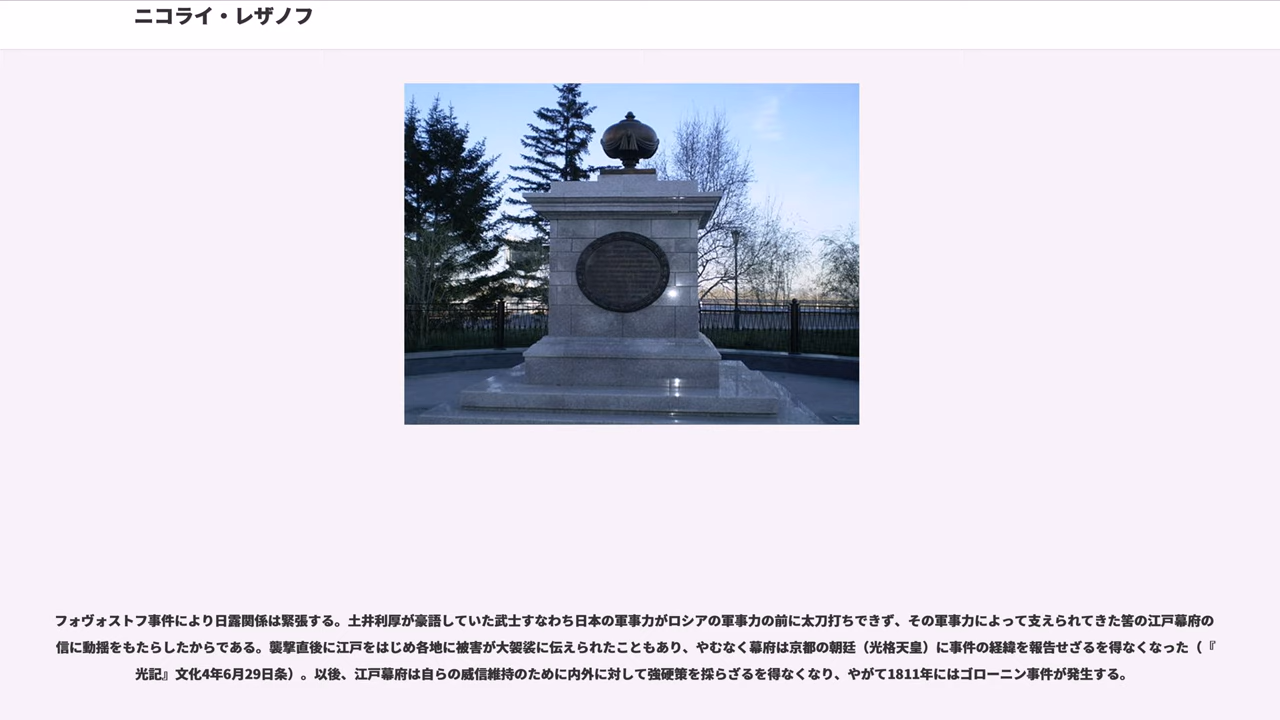 ニコライ・レザノフ
フォヴォストフ事件により日露関係は緊張する。土井利厚が豪語していた武士すなわち日本の軍事力がロシアの軍事力の前に太刀打ちできず、その軍事力によって支えられてきた筈の江戸幕府の
信に動揺をもたらしたからである。襲撃直後に江戸をはじめ各地に被害が大袈裟に伝えられたこともあり、やむなく幕府は京都の朝廷（光格天皇）に事件の経緯を報告せざるを得なくなった（『
光記』文化4年6月29日条）。以後、江戸幕府は自らの威信維持のために内外に対して強硬策を採らざるを得なくなり、やがて1811年にはゴローニン事件が発生する。